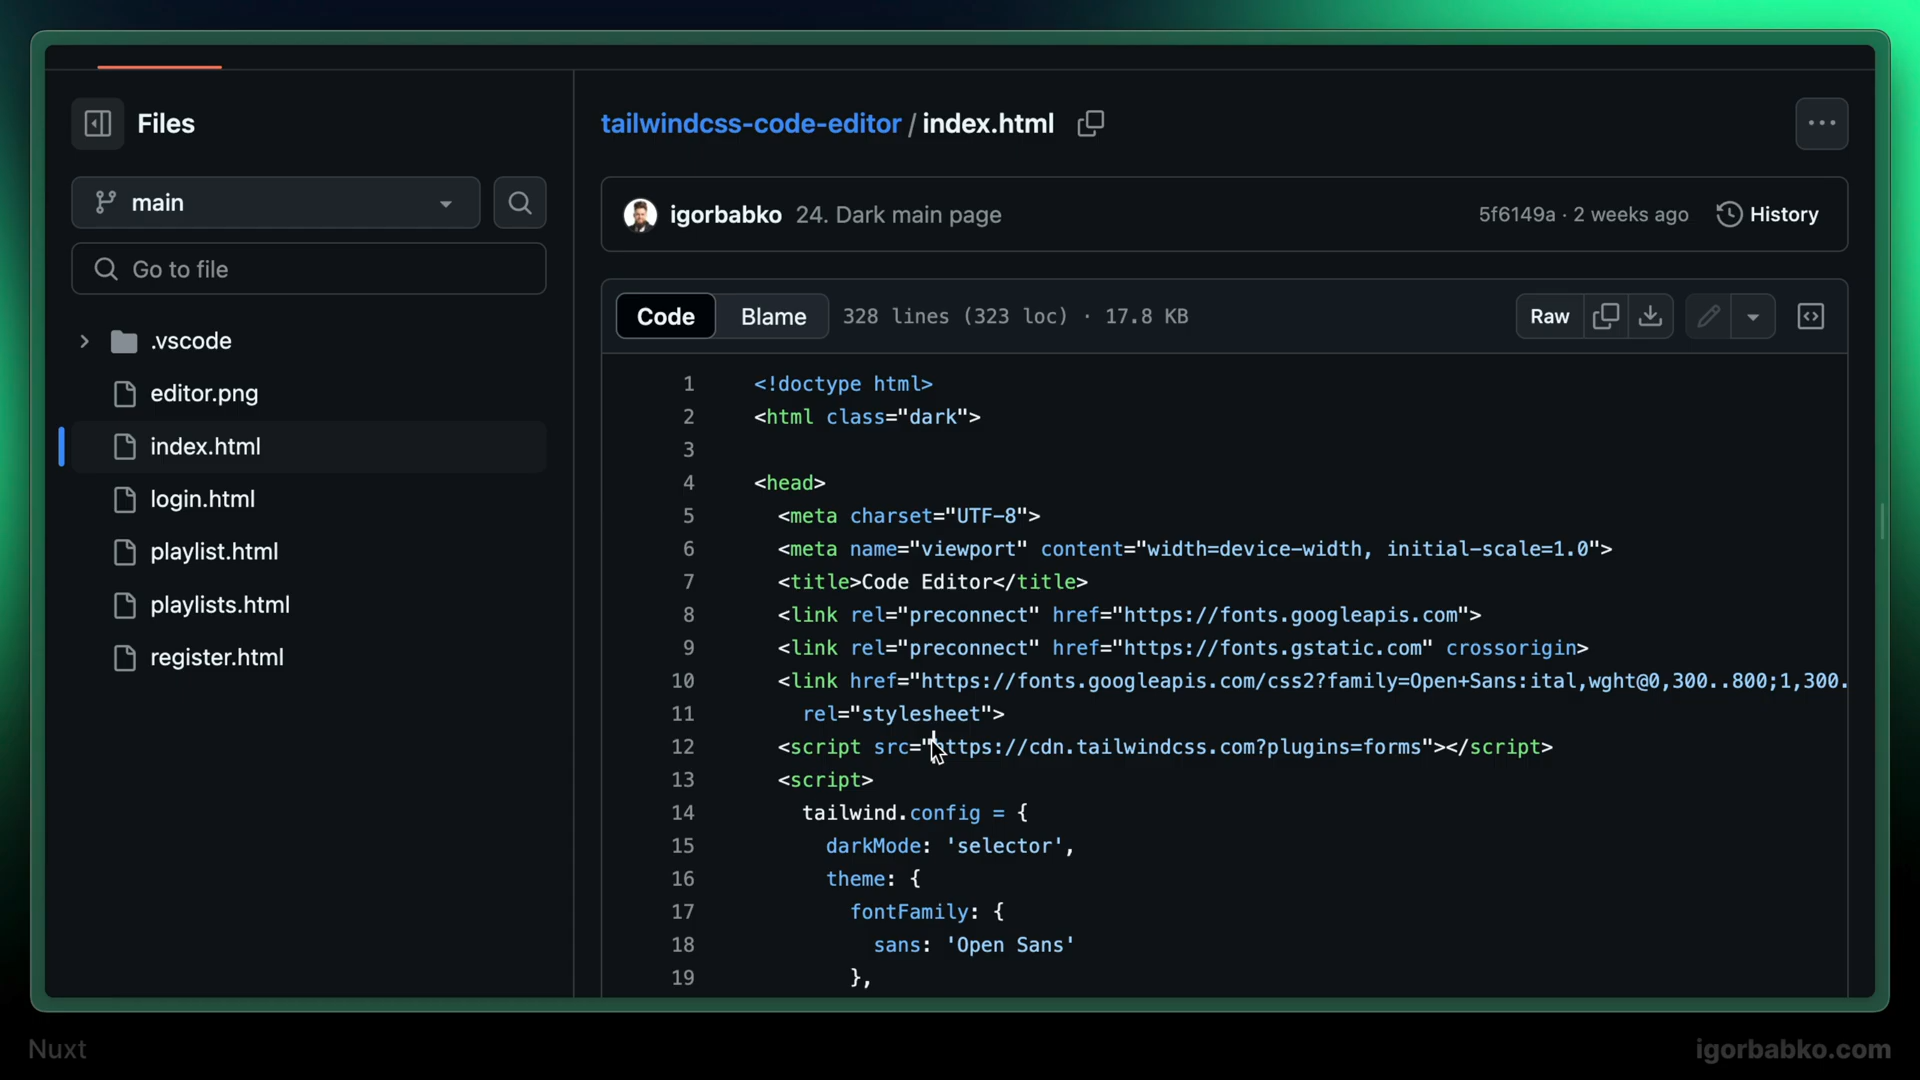 Files
main
Go to file
.vscode
editor.png
index.html
login.html
playlist.html
playlists.html
register.html
tailwindcss-code-editor / index.html
igorbabko 24. Dark main page 5f6149a · 2 weeks ago History
Code Blame 328 lines (323 loc) · 17.8 KB Raw
1 <!doctype html>
2 <html class="dark">
3
4 <head>
5 <meta charset="UTF-8">
6 <meta name="viewport" content="width=device-width, initial-scale=1.0">
7 <title>Code Editor</title>
8 <link rel="preconnect" href="https://fonts.googleapis.com">
9 <link rel="preconnect" href="https://fonts.gstatic.com" crossorigin>
10 <link href="https://fonts.googleapis.com/css2?family=Open+Sans:ital,wght@0,300..800;1,300.
11 rel="stylesheet">
12 <script src="https://cdn.tailwindcss.com?plugins=forms"></script>
13 <script>
14 tailwind.config = {
15 darkMode: 'selector',
16 theme: {
17 fontFamily: {
18 sans: 'Open Sans'
19 },
Nuxt
igorbabko.com